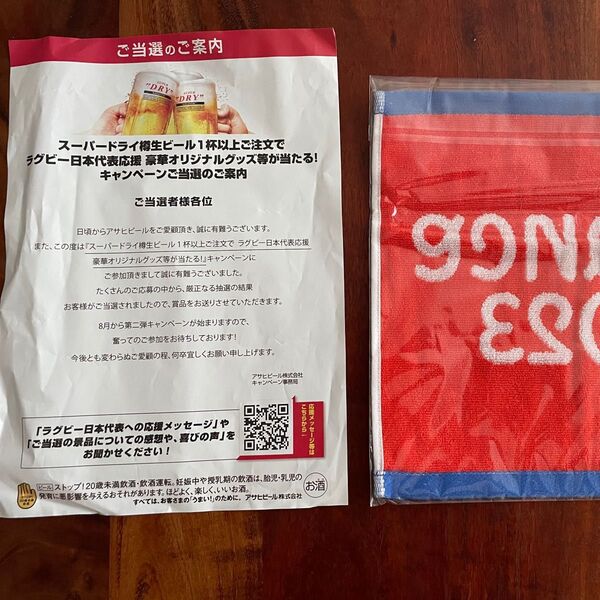 ご当選のご案内
SUPER "DRY"
"DRY"
スーパードライ樽生ビール1杯以上ご注文で
ラグビー日本代表応援 豪華オリジナルグッズ等が当たる!
キャンペーンご当選のご案内
ご当選者様各位
日頃からアサヒビールをご愛顧頂き、誠に有難うございます。
また、この度は『スーパードライ樽生ビール1杯以上ご注文で ラグビー日本代表応援
豪華オリジナルグッズ等が当たる!』キャンペーンに
ご参加頂きまして誠に有難うございました。
たくさんのご応募の中から、厳正なる抽選の結果
お客様がご当選されましたので、賞品をお送りさせていただきます。
8月から第二弾キャンペーンが始まりますので、
奮ってのご参加をお待ちしております!
今後とも変わらぬご愛顧の程、何卒宜しくお願い申し上げます。
アサヒビール株式会社
キャンペーン事務局
「ラグビー日本代表への応援メッセージ」や
「ご当選の景品についての感想や、喜びの声」を
お聞かせください!
応援メッセージ等は
こちらから!
ストップ!20歳未満飲酒・飲酒運転。妊娠中や授乳期の飲酒は、胎児・乳児の
発育に悪影響を与えるおそれがあります。ほどよく、楽しく、いいお酒。
お酒
すべては、お客さまの「うまい!」のために。アサヒビール株式会社